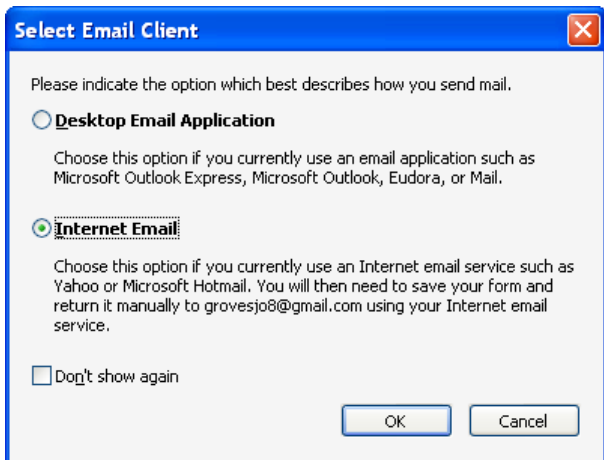 Select Email Client
Please indicate the option which best describes how you send mail.
Desktop Email Application
Choose this option if you currently use an email application such as
Microsoft Outlook Express, Microsoft Outlook, Eudora, or Mail.
Internet Email
Choose this option if you currently use an Internet email service such as
Yahoo or Microsoft Hotmail. You will then need to save your form and
return it manually to grovesjo8@gmail.com using your Internet email
service.
Don't show again
OK Cancel